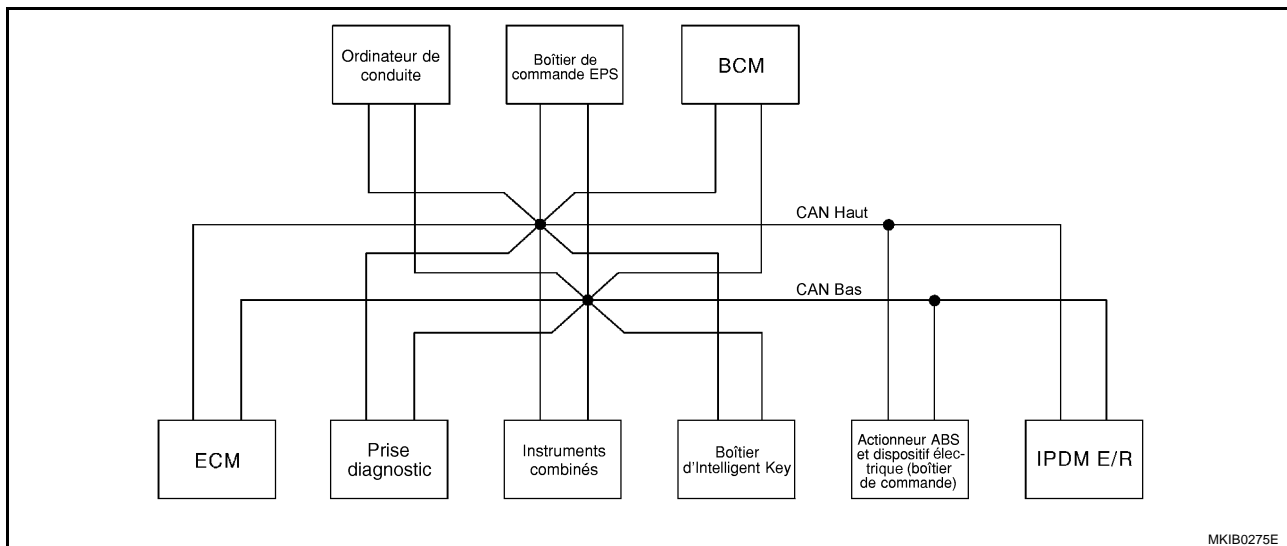 Ordinateur de
conduite
Boîtier de
commande EPS
BCM
CAN Haut
CAN Bas
ECM
Prise
diagnostic
Instruments
combinés
Boîtier
d'Intelligent Key
Actionneur ABS
et dispositif élec-
trique (boîtier
de commande)
IPDM E/R
MKIB0275E